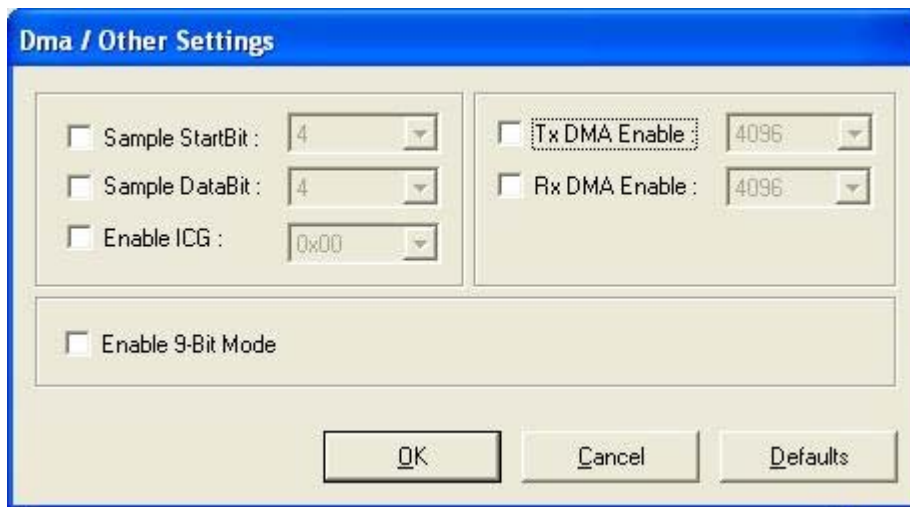 Dma / Other Settings
Sample StartBit : 4
Sample DataBit : 4
Enable ICG : 0x00
Tx DMA Enable : 4096
Rx DMA Enable : 4096
Enable 9-Bit Mode
OK
Cancel
Defaults